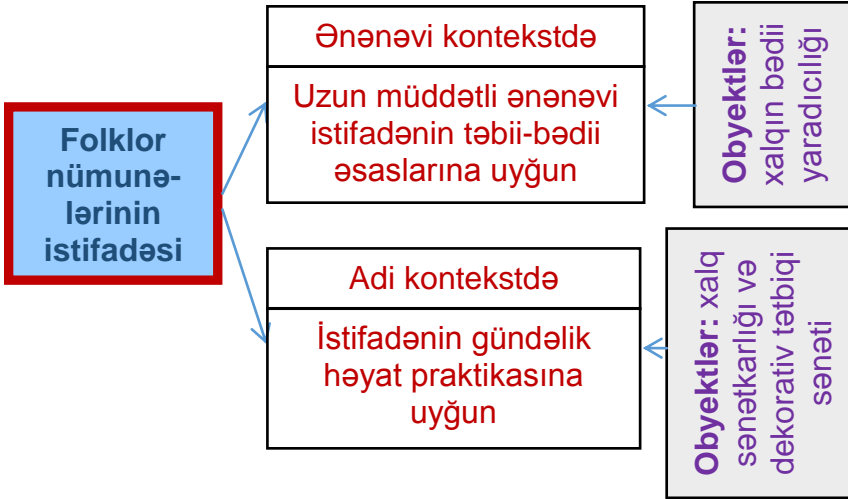 Folklor
nümunə-
lərinin
istifadəsi
Ənənəvi kontekstdə
Uzun müddətli ənənəvi
istifadənin təbii-bədii
əsaslarına uyğun
Obyektlər:
xalqın bədii
yaradıcılığı
Adi kontekstdə
İstifadənin gündəlik
həyat praktikasına
uyğun
Obyektlər: xalq
sənətkarlığı və
dekorativ tətbiqi
sənəti